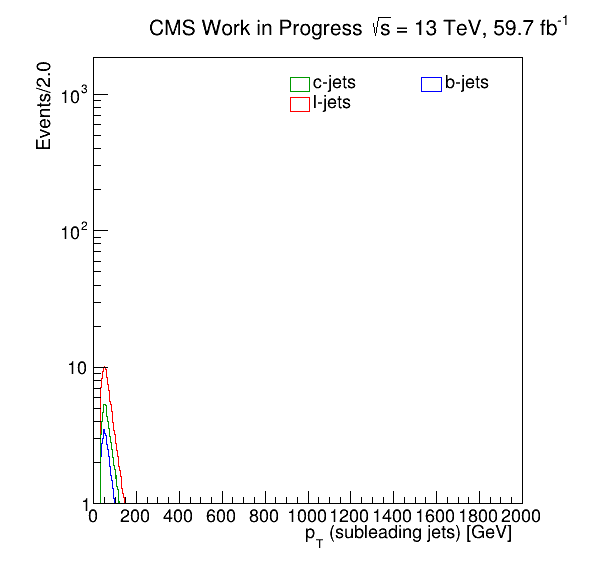 CMS Work in Progress √s = 13 TeV, 59.7 fb⁻¹
Events/2.0
c-jets
b-jets
l-jets
10³
10²
10
1
0 200 400 600 800 1000 1200 1400 1600 1800 2000
p_T (subleading jets) [GeV]